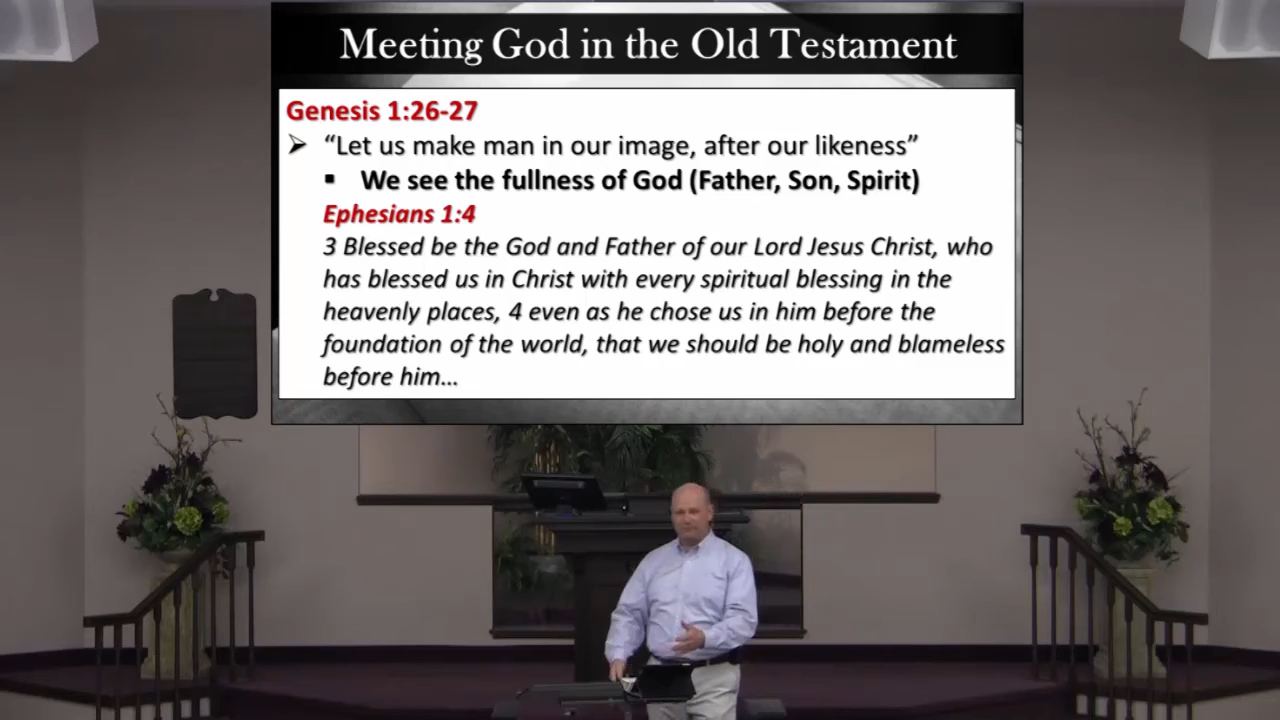 Meeting God in the Old Testament
Genesis 1:26-27
“Let us make man in our image, after our likeness”
We see the fullness of God (Father, Son, Spirit)
Ephesians 1:4
3 Blessed be the God and Father of our Lord Jesus Christ, who
has blessed us in Christ with every spiritual blessing in the
heavenly places, 4 even as he chose us in him before the
foundation of the world, that we should be holy and blameless
before him...